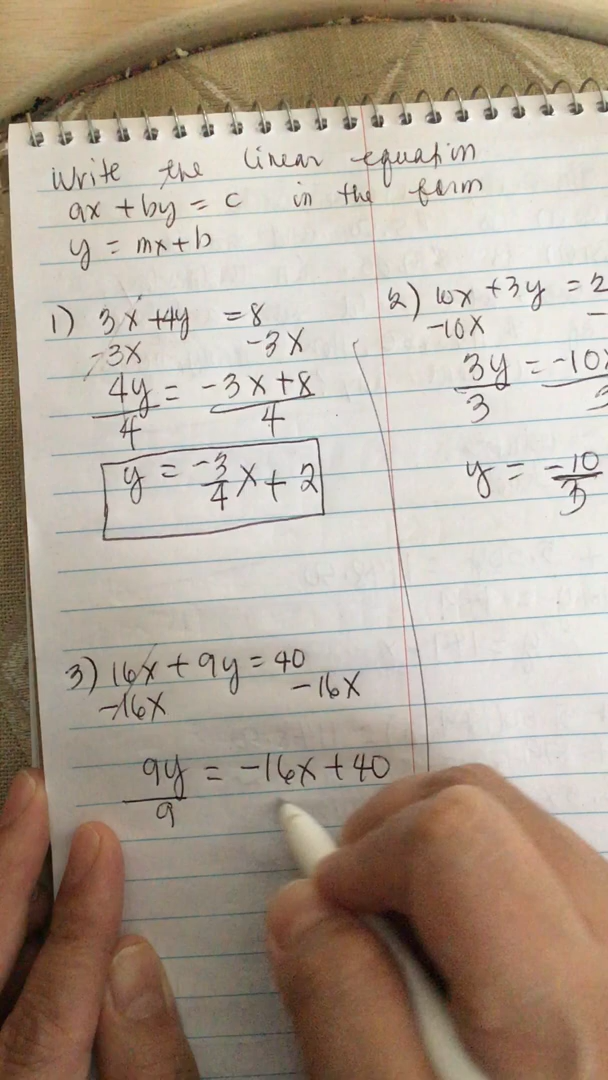 Write the linear equation
ax + by = c in the form
y = mx + b
1) 3x + 4y = 8
-3x -3x
4y = -3x + 8
4 4
y = -3/4 x + 2
2) 10x + 3y = 2
-10x -
3y = -10x
3 3
y = -10/3
3) 16x + 9y = 40
-16x -16x
9y = -16x + 40
9